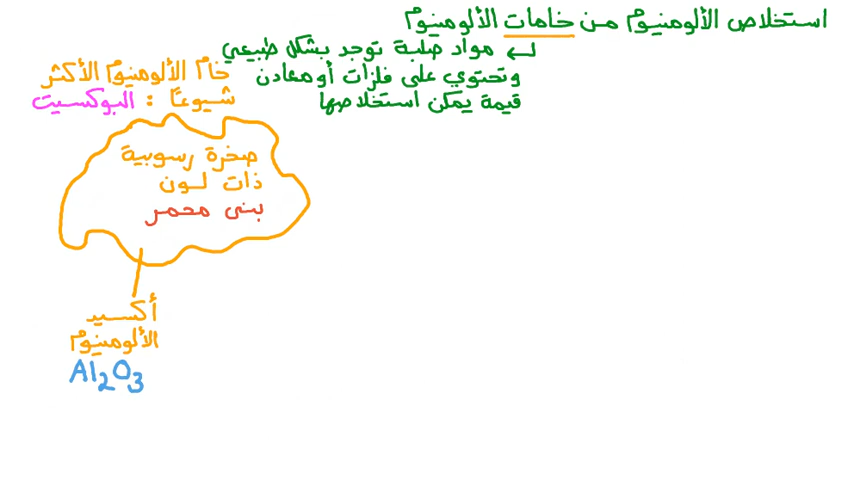 استخلاص الألومنيوم من خامات الألومنيوم
مواد صلبة توجد بشكل طبيعي
وتحتوي على فلزات أو معادن
قيمة يمكن استخلاصها
خام الألومنيوم الأكثر
شيوعًا : البوكسيت
صخرة رسوبية
ذات لون
بنى محمر
أكسيد
الألومنيوم
Al₂O₃